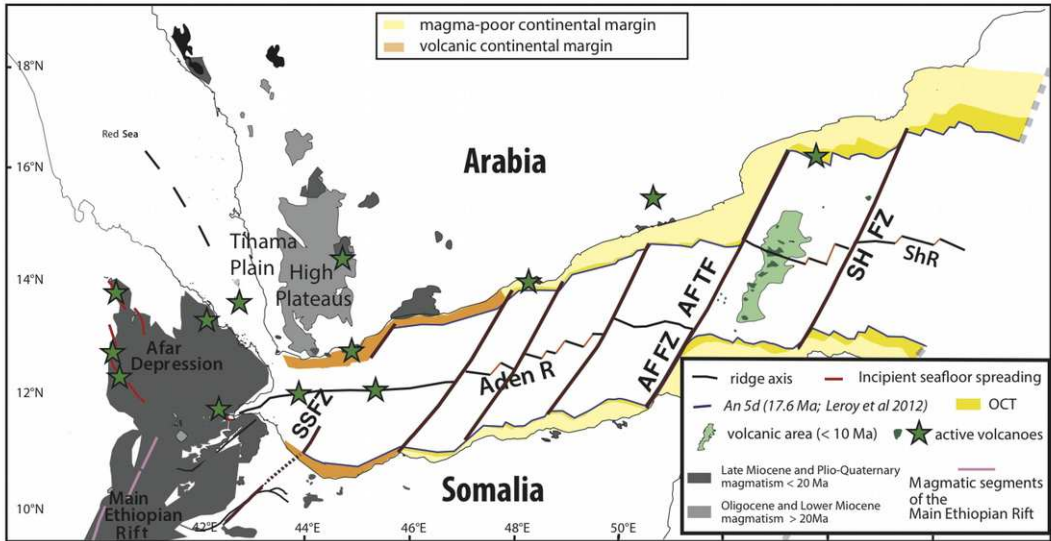 magma-poor continental margin
volcanic continental margin
18°N
Red Sea
16°N
Arabia
Tihama
Plain
High
Plateaus
14°N
SH FZ
ShR
AFTF
Afar
Depression
12°N
SSFZ
Aden R
AF FZ
Somalia
Main
Ethiopian
Rift
10°N
42°E
44°E
46°E
48°E
50°E
ridge axis
Incipient seafloor spreading
An 5d (17.6 Ma; Leroy et al 2012)
OCT
volcanic area (< 10 Ma)
active volcanoes
Late Miocene and Plio-Quaternary
magmatism < 20 Ma
Oligocene and Lower Miocene
magmatism > 20Ma
Magmatic segments
of the
Main Ethiopian Rift